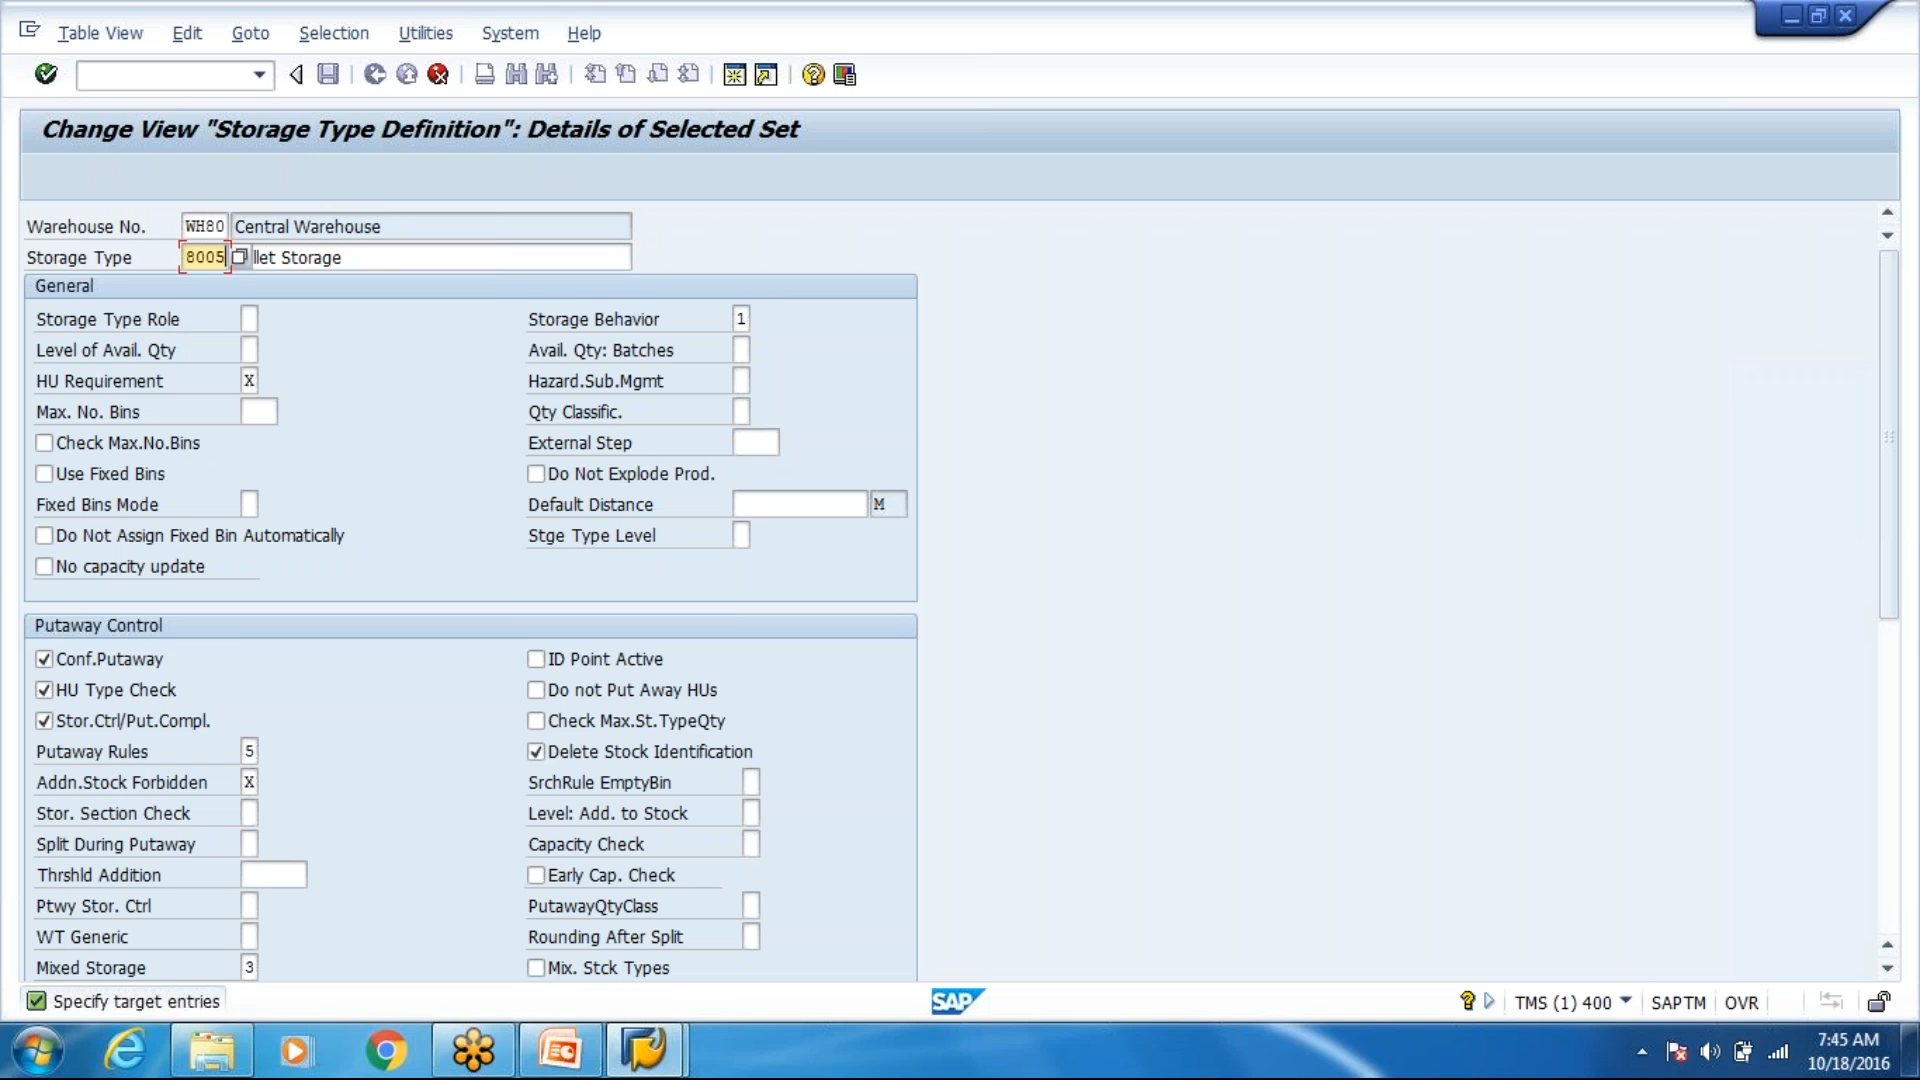 Table View Edit Goto Selection Utilities System Help
Change View "Storage Type Definition": Details of Selected Set
Warehouse No. WH80 Central Warehouse
Storage Type 8005 llet Storage
General
Storage Type Role Storage Behavior 1
Level of Avail. Qty Avail. Qty: Batches
HU Requirement X Hazard.Sub.Mgmt
Max. No. Bins Qty Classific.
Check Max.No.Bins External Step
Use Fixed Bins Do Not Explode Prod.
Fixed Bins Mode Default Distance M
Do Not Assign Fixed Bin Automatically Stge Type Level
No capacity update
Putaway Control
Conf.Putaway ID Point Active
HU Type Check Do not Put Away HUs
Stor.Ctrl/Put.Compl. Check Max.St.TypeQty
Putaway Rules 5 Delete Stock Identification
Addn.Stock Forbidden X SrchRule EmptyBin
Stor. Section Check Level: Add. to Stock
Split During Putaway Capacity Check
Thrshld Addition Early Cap. Check
Ptwy Stor. Ctrl PutawayQtyClass
WT Generic Rounding After Split
Mixed Storage 3 Mix. Stck Types
Specify target entries SAP TMS (1) 400 SAPTM OVR
7:45 AM
10/18/2016